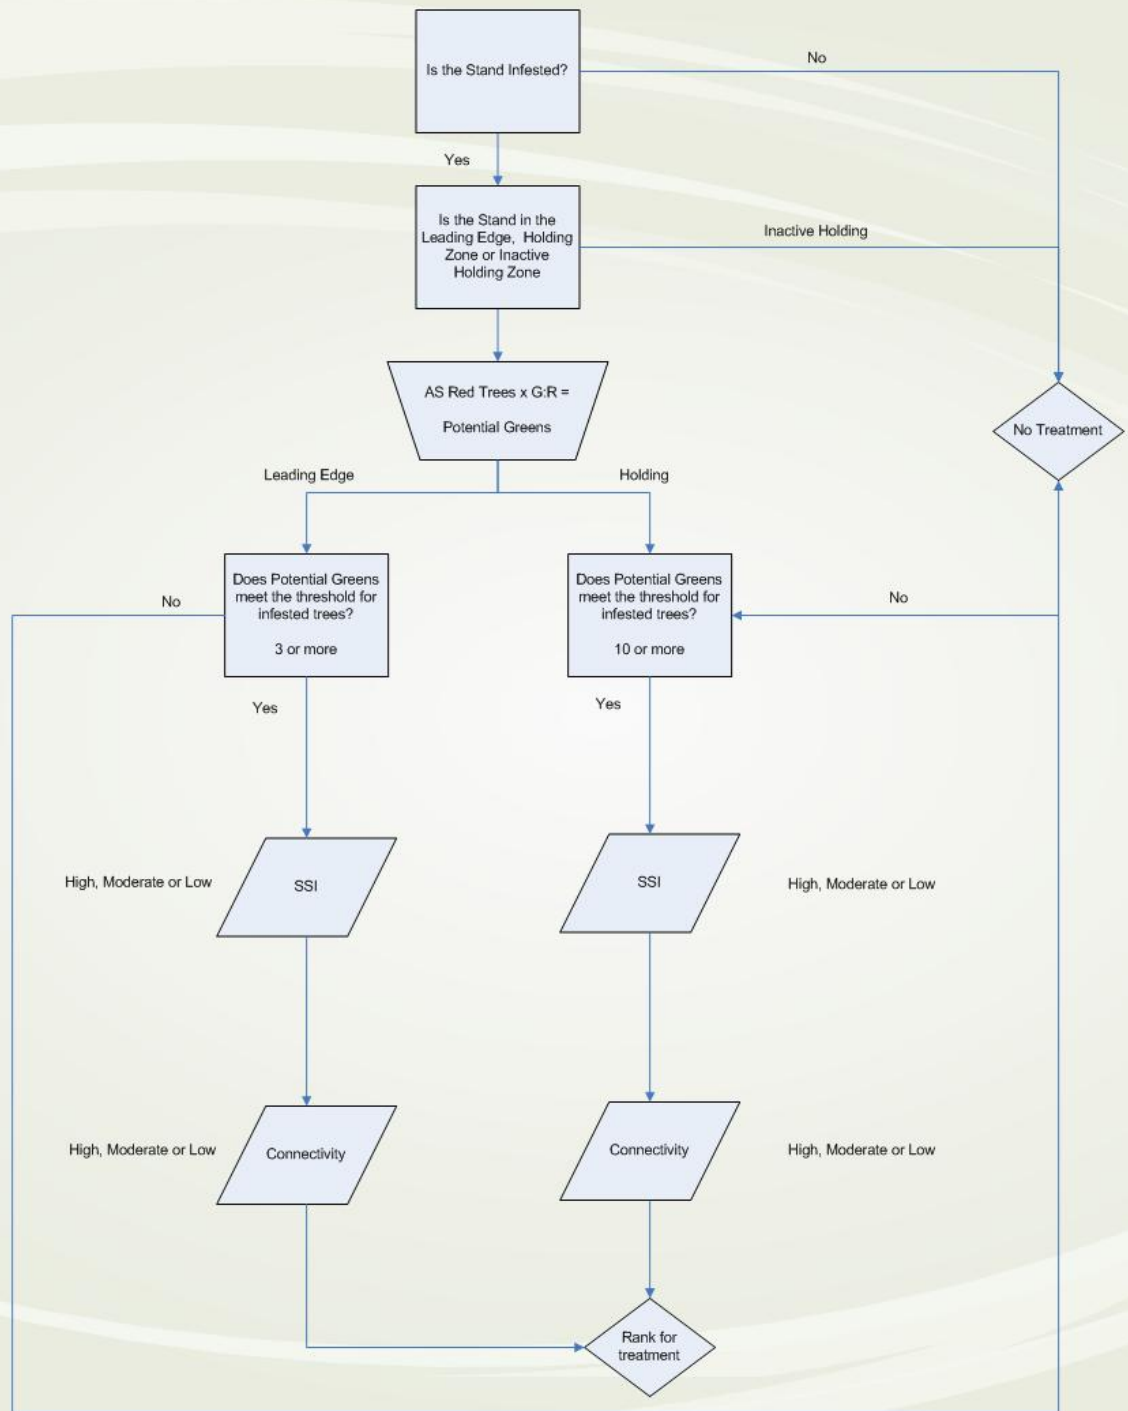 Is the Stand Infested?
No
Yes
Is the Stand in the
Leading Edge, Holding
Zone or Inactive
Holding Zone
Inactive Holding
AS Red Trees x G:R =
Potential Greens
No Treatment
Leading Edge
Holding
Does Potential Greens
meet the threshold for
infested trees?
3 or more
No
Does Potential Greens
meet the threshold for
infested trees?
10 or more
No
Yes
Yes
High, Moderate or Low
SSI
SSI
High, Moderate or Low
High, Moderate or Low
Connectivity
Connectivity
High, Moderate or Low
Rank for
treatment